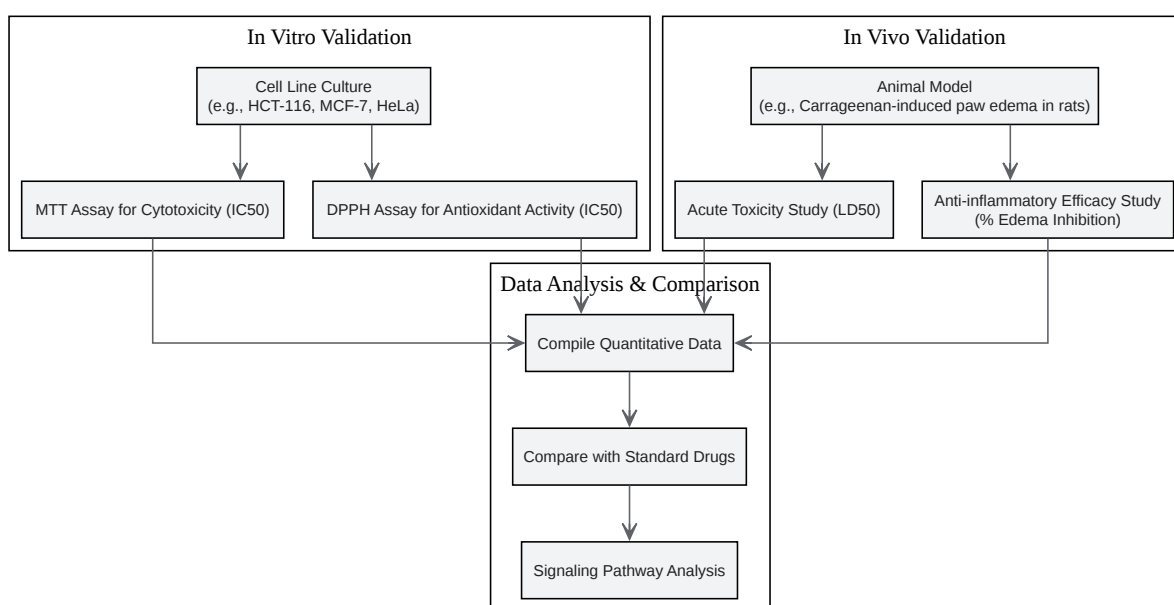 In Vitro Validation
Cell Line Culture
(e.g., HCT-116, MCF-7, HeLa)
MTT Assay for Cytotoxicity (IC50)
DPPH Assay for Antioxidant Activity (IC50)
In Vivo Validation
Animal Model
(e.g., Carrageenan-induced paw edema in rats)
Acute Toxicity Study (LD50)
Anti-inflammatory Efficacy Study
(% Edema Inhibition)
Data Analysis & Comparison
Compile Quantitative Data
Compare with Standard Drugs
Signaling Pathway Analysis